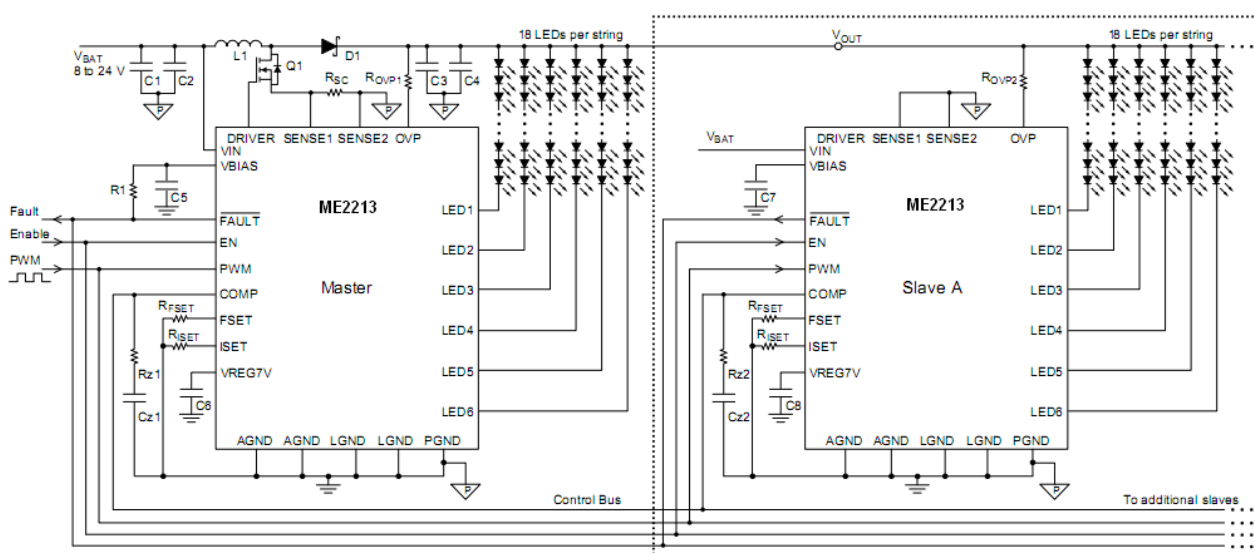 18 LEDs per string
VOUT
18 LEDs per string
VBAT
8 to 24 V
C1
C2
L1
Q1
D1
RSC
ROVP1
C3
C4
ROVP2
P
P
P
DRIVER SENSE1 SENSE2 OVP
VIN
VBIAS
R1
C5
ME2213
Fault
FAULT
Enable
EN
PWM
PWM
Master
COMP
RFSET
FSET
RISET
ISET
Rz1
VREG7V
Cz1
C6
LED1
LED2
LED3
LED4
LED5
LED6
AGND AGND LGND LGND PGND
P
VBAT
DRIVER SENSE1 SENSE2 OVP
VIN
VBIAS
C7
ME2213
FAULT
EN
PWM
Slave A
COMP
RFSET
FSET
RISET
ISET
Rz2
VREG7V
Cz2
C8
LED1
LED2
LED3
LED4
LED5
LED6
AGND AGND LGND LGND PGND
P
Control Bus
To additional slaves